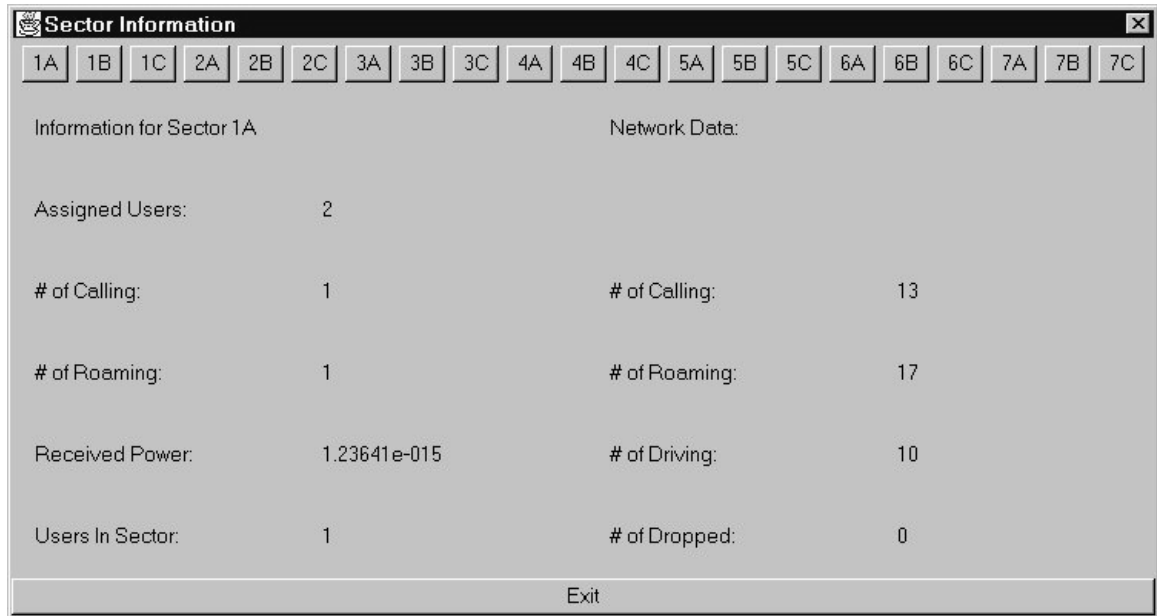 Sector Information
1A 1B 1C 2A 2B 2C 3A 3B 3C 4A 4B 4C 5A 5B 5C 6A 6B 6C 7A 7B 7C
Information for Sector 1A Network Data:
Assigned Users: 2
# of Calling: 1 # of Calling: 13
# of Roaming: 1 # of Roaming: 17
Received Power: 1.23641e-015 # of Driving: 10
Users In Sector: 1 # of Dropped: 0
Exit